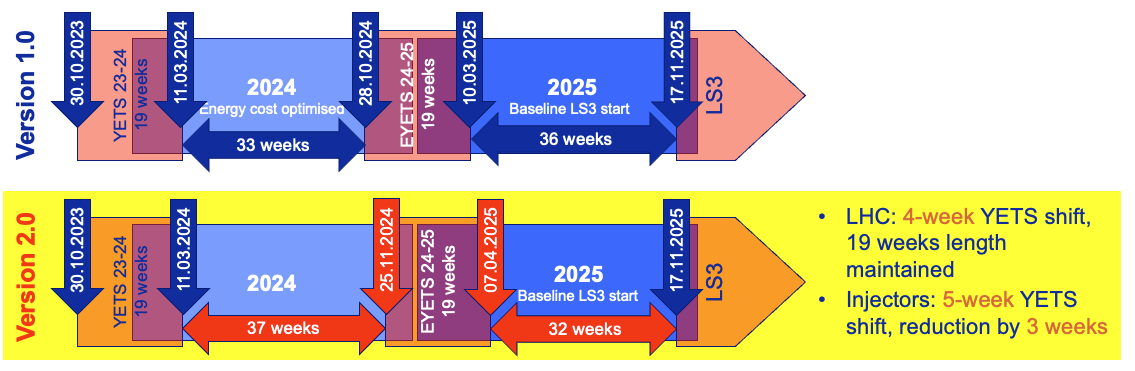 Version 1.0
30.10.2023
YETS 23-24
19 weeks
11.03.2024
2024
Energy cost optimised
33 weeks
28.10.2024
EYETS 24-25
19 weeks
10.03.2025
2025
Baseline LS3 start
36 weeks
17.11.2025
LS3
Version 2.0
30.10.2023
YETS 23-24
19 weeks
11.03.2024
2024
37 weeks
25.11.2024
EYETS 24-25
19 weeks
07.04.2025
2025
Baseline LS3 start
32 weeks
17.11.2025
LS3
• LHC: 4-week YETS shift,
19 weeks length
maintained
• Injectors: 5-week YETS
shift, reduction by 3 weeks